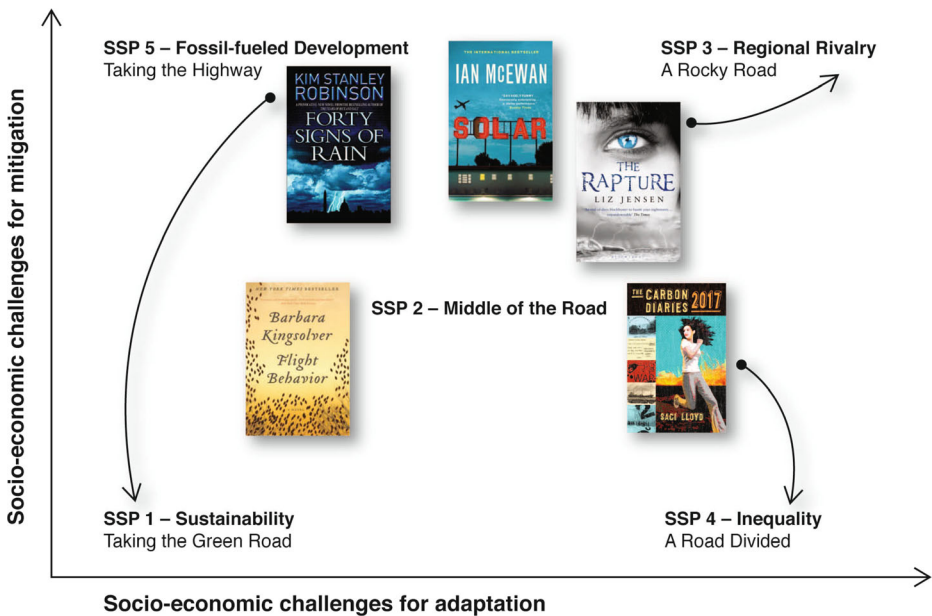 Socio-economic challenges for mitigation
SSP 5 – Fossil-fueled Development
Taking the Highway
KIM STANLEY
ROBINSON
FORTY
SIGNS OF
RAIN
THE INTERNATIONAL BESTSELLER
IAN McEWAN
SOLAR
SSP 3 – Regional Rivalry
A Rocky Road
THE
RAPTURE
LIZ JENSEN
NEW YORK TIMES BESTSELLER
Barbara
Kingsolver
Flight
Behavior
SSP 2 – Middle of the Road
THE CARBON
DIARIES 2017
SACI LLOYD
SSP 1 – Sustainability
Taking the Green Road
SSP 4 – Inequality
A Road Divided
Socio-economic challenges for adaptation